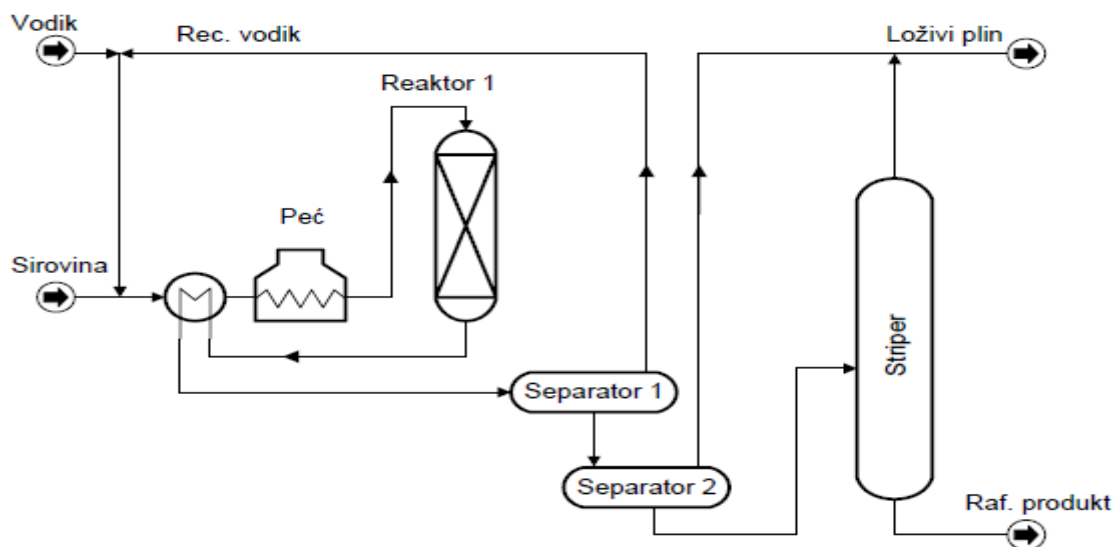 Vodik
Rec. vodik
Loživi plin
Reaktor 1
Peć
Sirovina
Striper
Separator 1
Separator 2
Raf. produkt